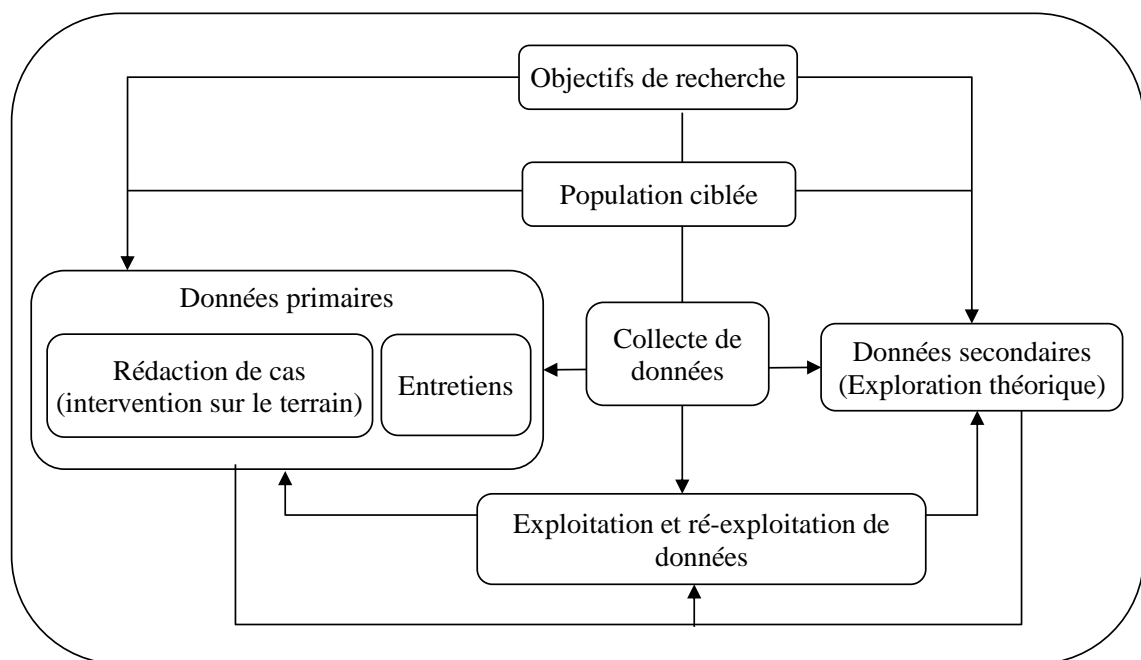 Objectifs de recherche
Population ciblée
Données primaires
Rédaction de cas
(intervention sur le terrain)
Entretiens
Collecte de
données
Données secondaires
(Exploration théorique)
Exploitation et ré-exploitation de
données